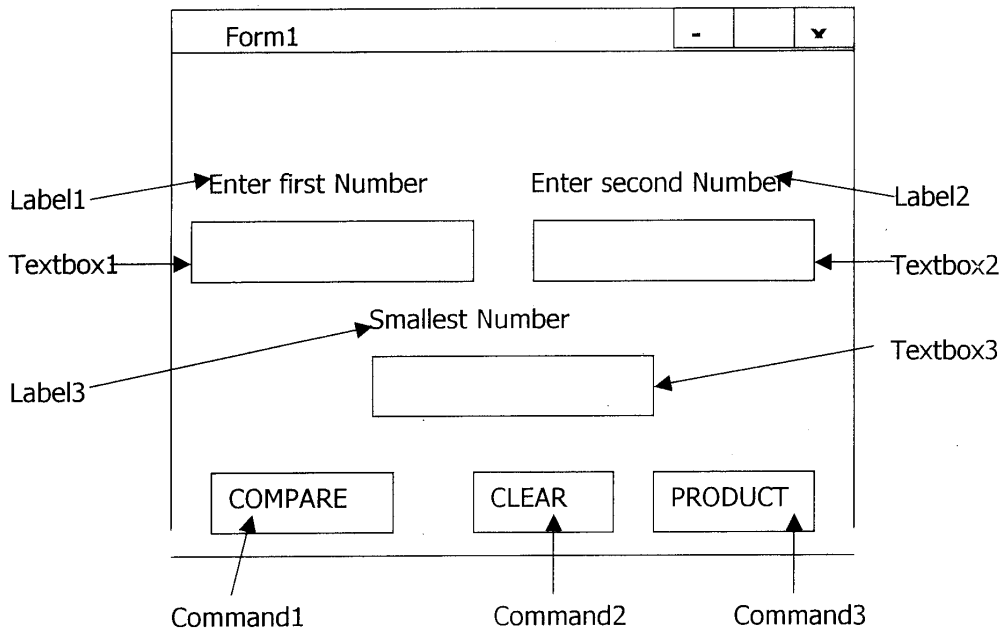 Form1 - x
Enter first Number Enter second Number
Label1 Label2
Textbox1 Textbox2
Smallest Number
Textbox3
Label3
COMPARE CLEAR PRODUCT
Command1 Command2 Command3